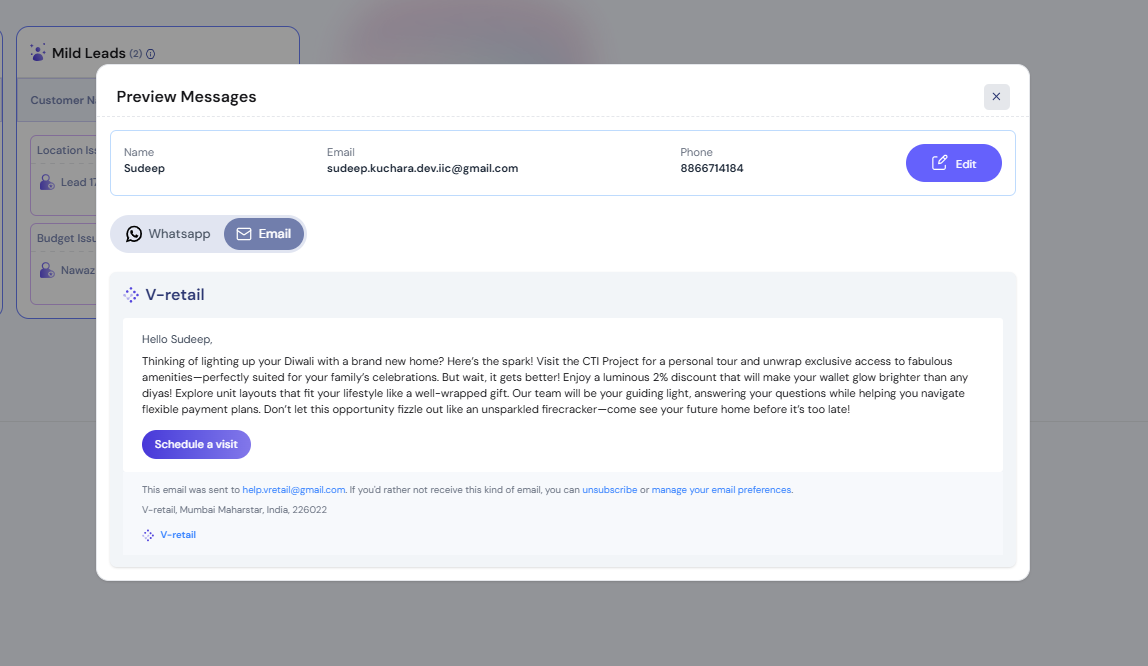 Mild Leads (2)
Customer N
Location Iss
Lead 17
Budget Issu
Nawaz
Preview Messages
Name
Sudeep
Email
sudeep.kuchara.dev.iic@gmail.com
Phone
8866714184
Edit
Whatsapp
Email
V-retail
Hello Sudeep,
Thinking of lighting up your Diwali with a brand new home? Here's the spark! Visit the CTI Project for a personal tour and unwrap exclusive access to fabulous
amenities—perfectly suited for your family's celebrations. But wait, it gets better! Enjoy a luminous 2% discount that will make your wallet glow brighter than any
diyas! Explore unit layouts that fit your lifestyle like a well-wrapped gift. Our team will be your guiding light, answering your questions while helping you navigate
flexible payment plans. Don't let this opportunity fizzle out like an unsparkled firecracker—come see your future home before it's too late!
Schedule a visit
This email was sent to help.vretail@gmail.com. If you'd rather not receive this kind of email, you can unsubscribe or manage your email preferences.
V-retail, Mumbai Maharstar, India, 226022
V-retail